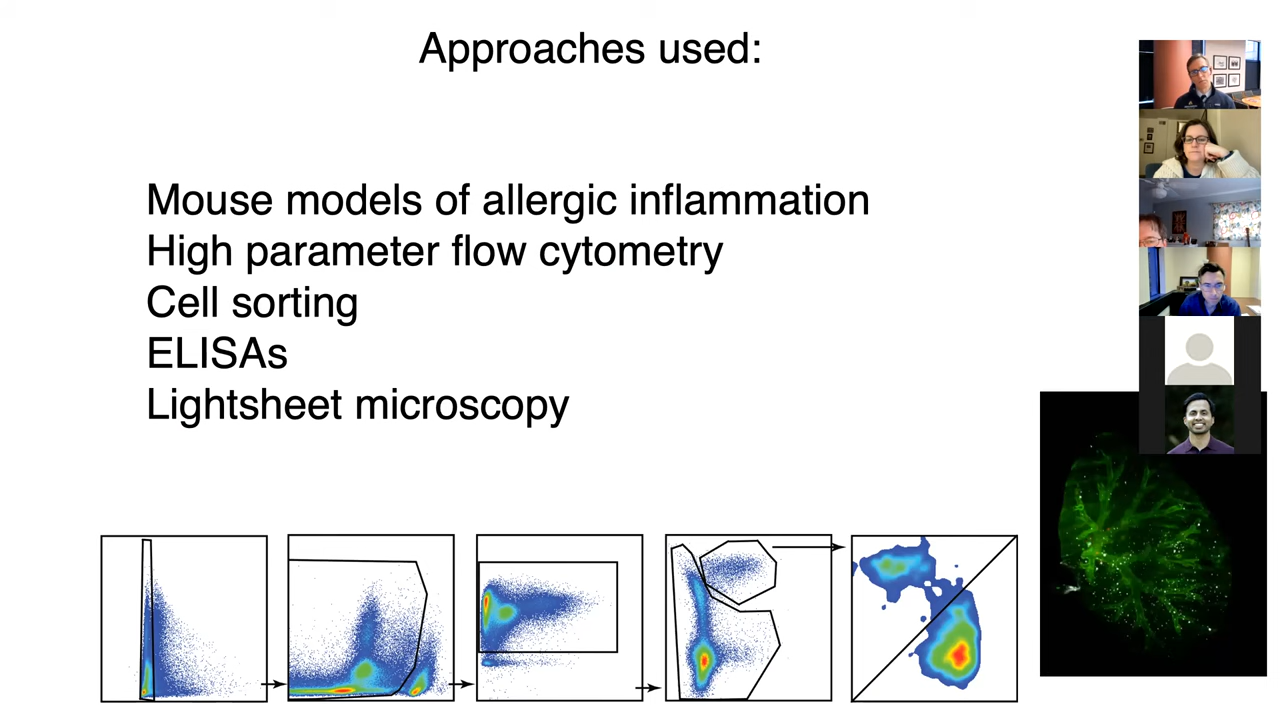 Approaches used:
Mouse models of allergic inflammation
High parameter flow cytometry
Cell sorting
ELISAs
Lightsheet microscopy